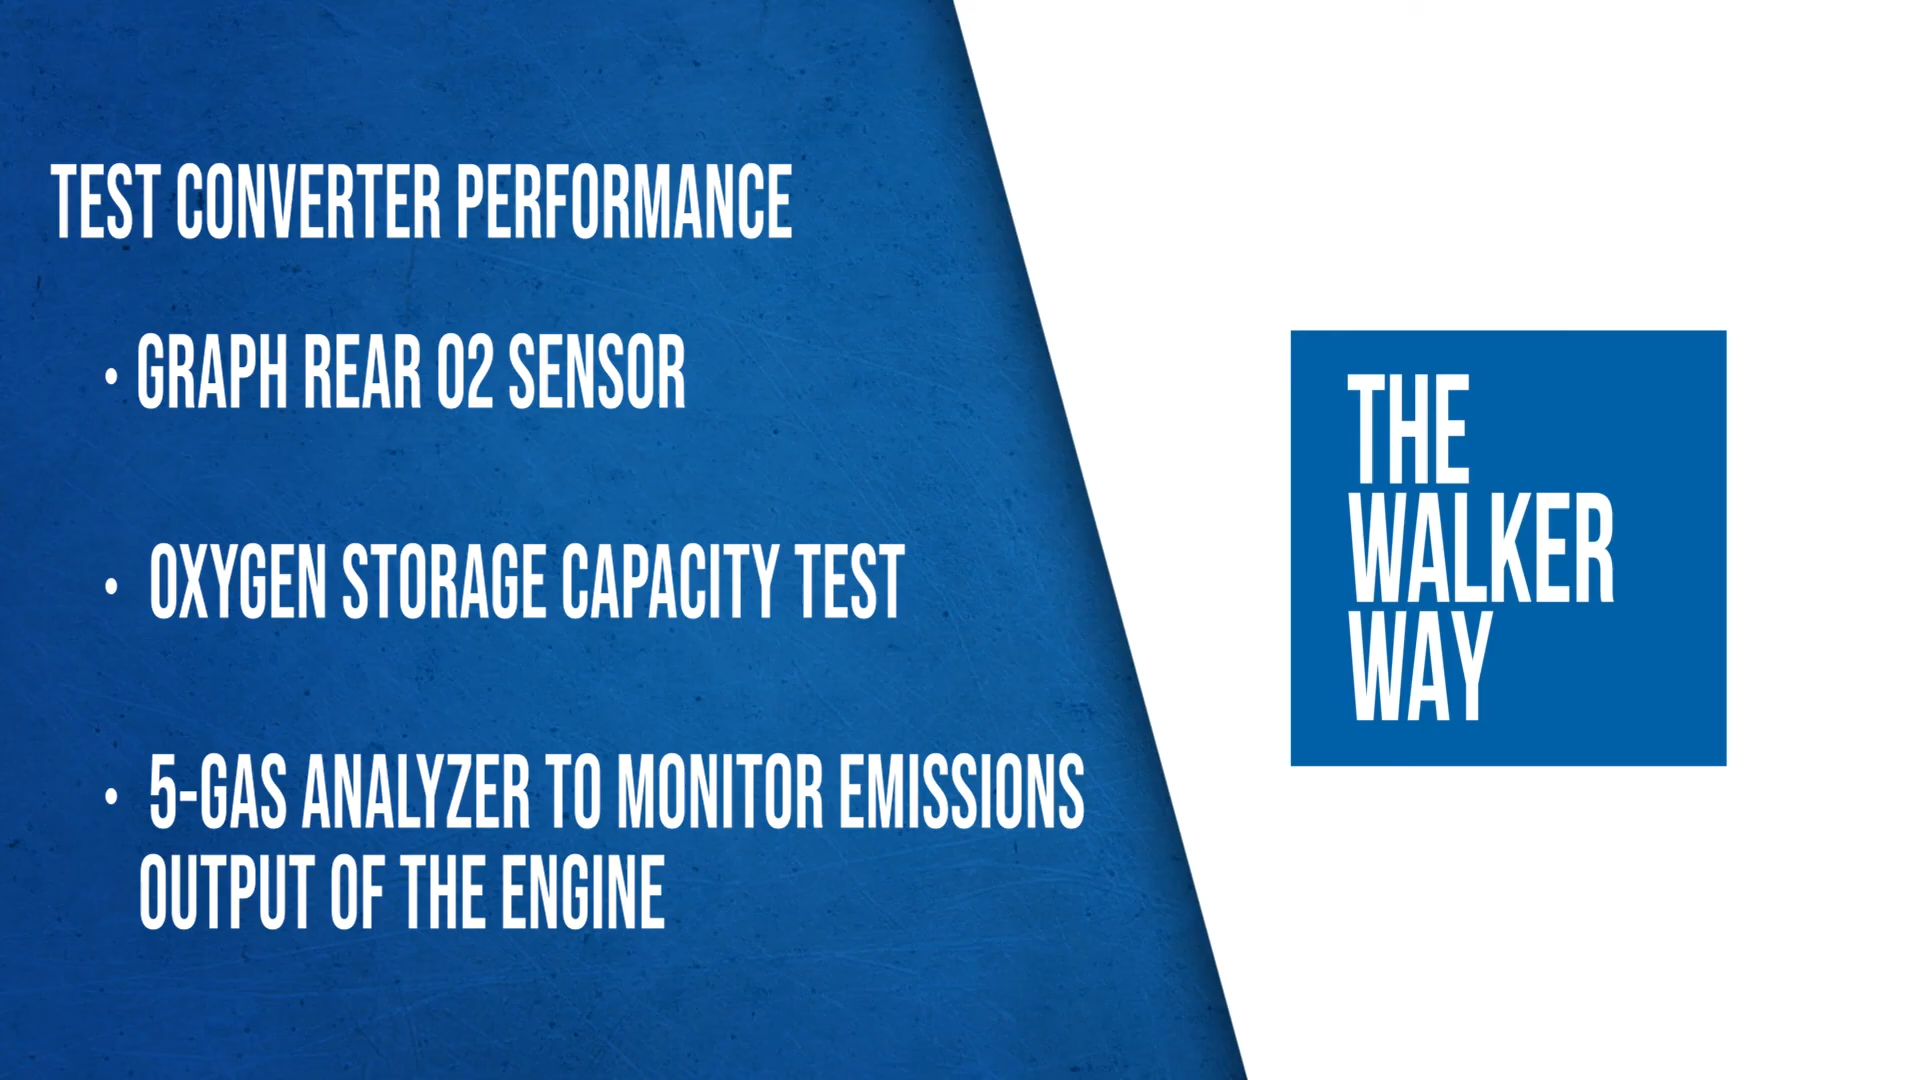 TEST CONVERTER PERFORMANCE
• GRAPH REAR O2 SENSOR
• OXYGEN STORAGE CAPACITY TEST
• 5-GAS ANALYZER TO MONITOR EMISSIONS
OUTPUT OF THE ENGINE
THE
WALKER
WAY